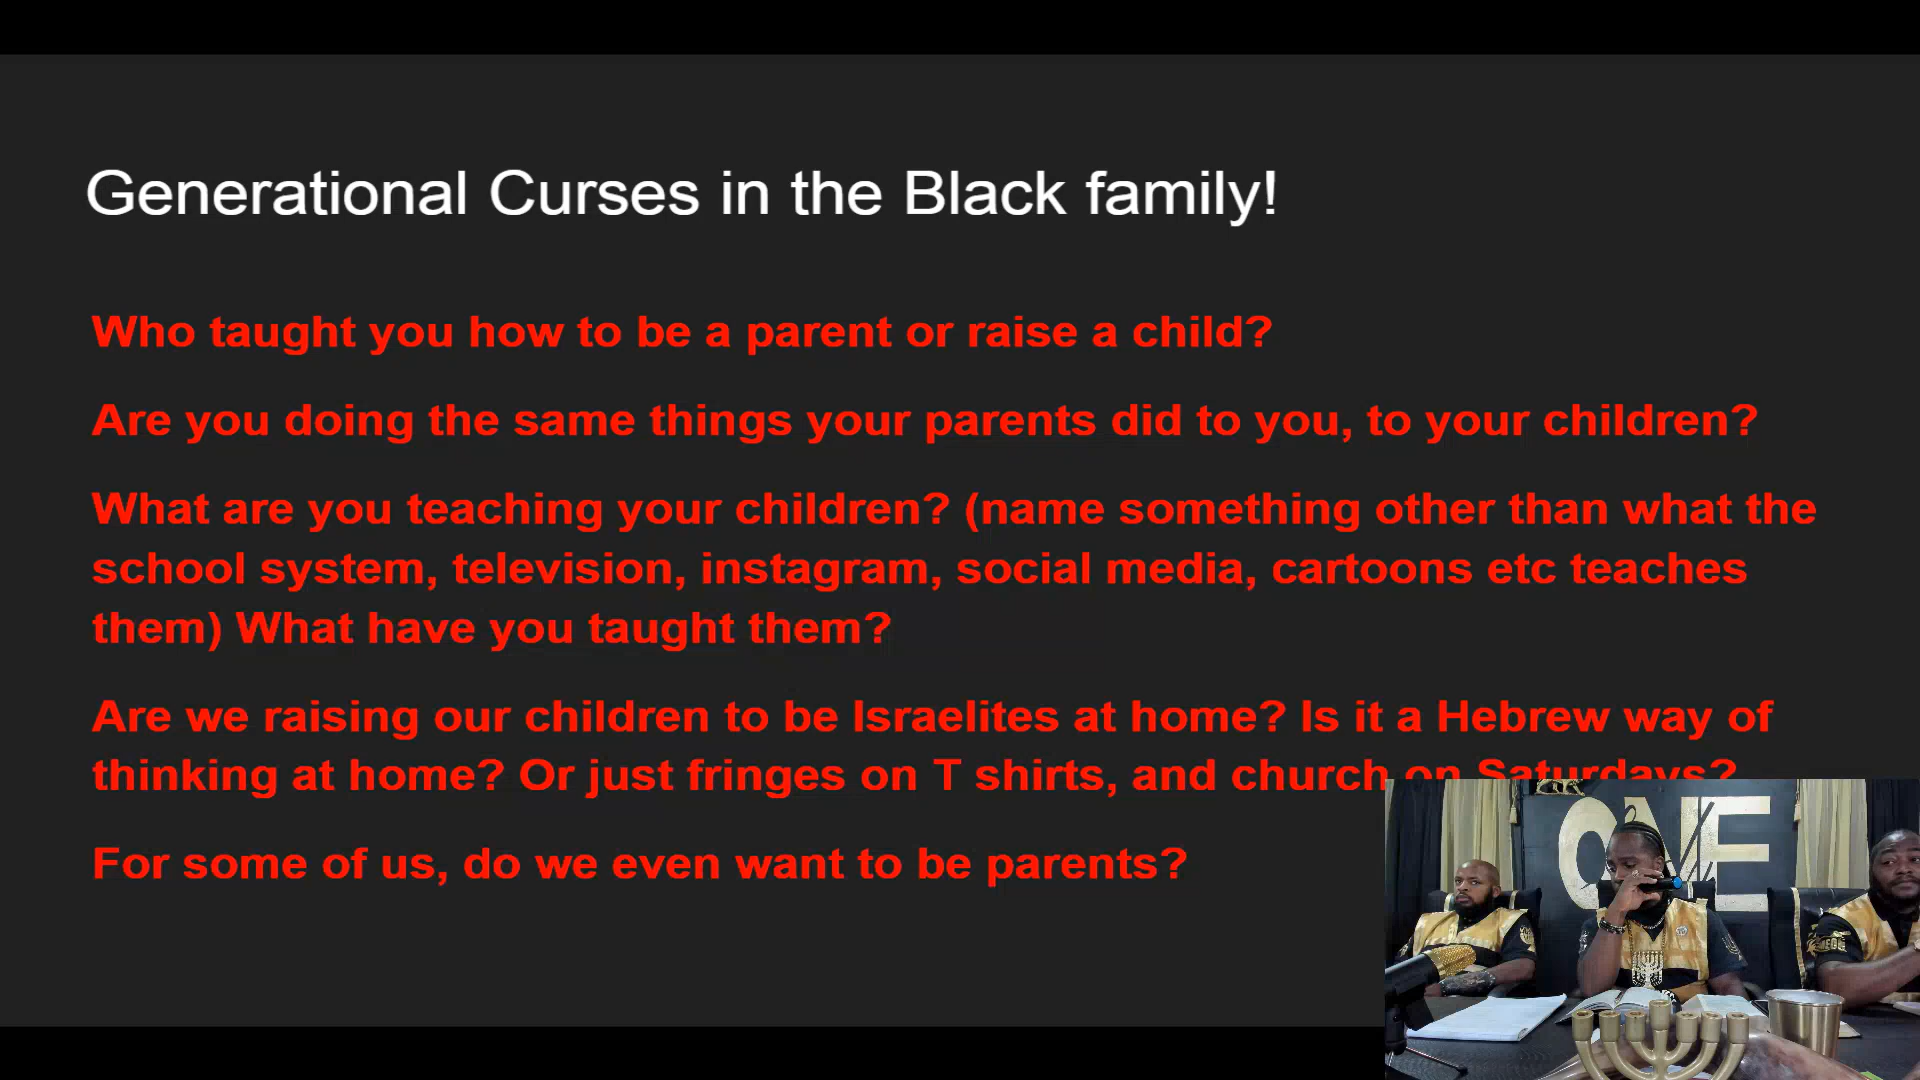 Generational Curses in the Black family!
Who taught you how to be a parent or raise a child?
Are you doing the same things your parents did to you, to your children?
What are you teaching your children? (name something other than what the
school system, television, instagram, social media, cartoons etc teaches
them) What have you taught them?
Are we raising our children to be Israelites at home? Is it a Hebrew way of
thinking at home? Or just fringes on T shirts, and church on Saturdays?
For some of us, do we even want to be parents?
ONE